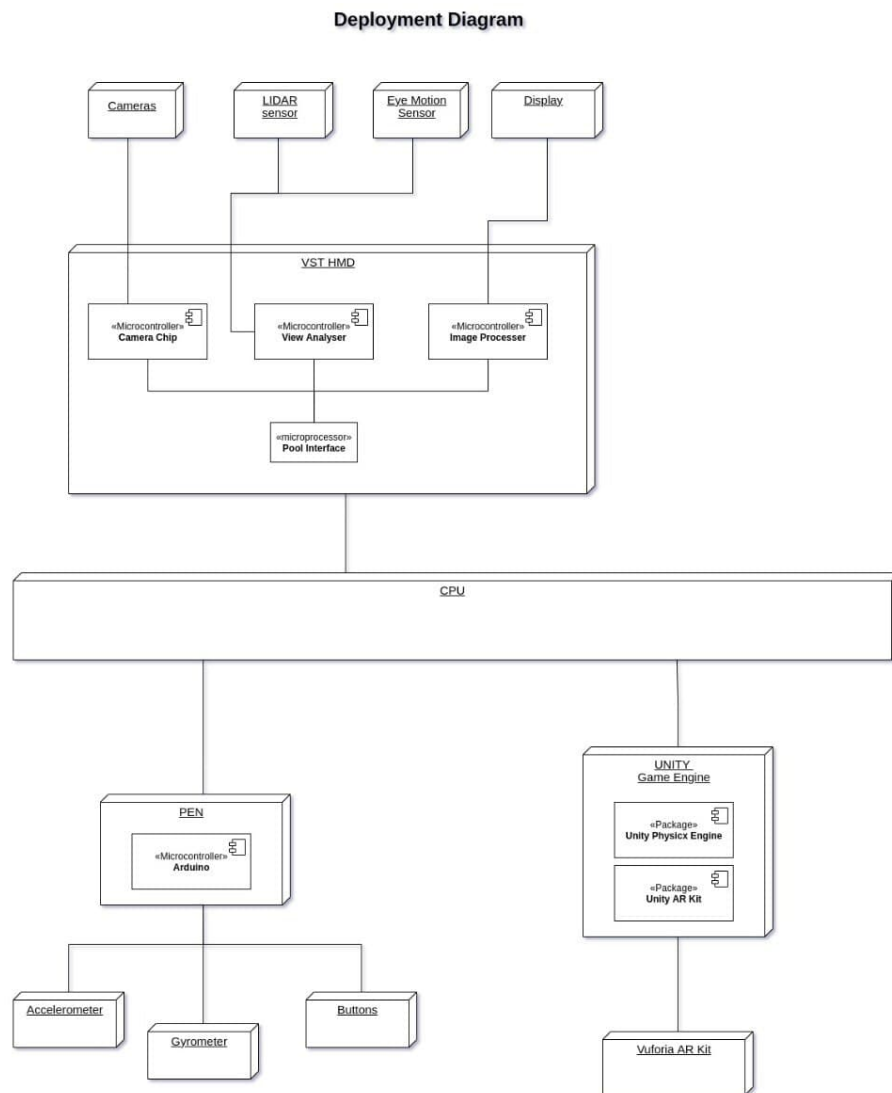 Deployment Diagram
Cameras
LIDAR
sensor
Eye Motion
Sensor
Display
VST HMD
«Microcontroller»
Camera Chip
«Microcontroller»
View Analyser
«Microcontroller»
Image Processer
«microprocessor»
Pool Interface
CPU
PEN
«Microcontroller»
Arduino
UNITY
Game Engine
«Package»
Unity Physicx Engine
«Package»
Unity AR Kit
Accelerometer
Gyrometer
Buttons
Vuforia AR Kit